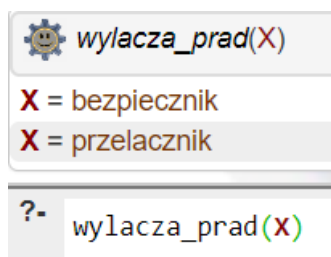 wylacza_prad(X)
X = bezpiecznik
X = przelacznik
?- wylacza_prad(X)